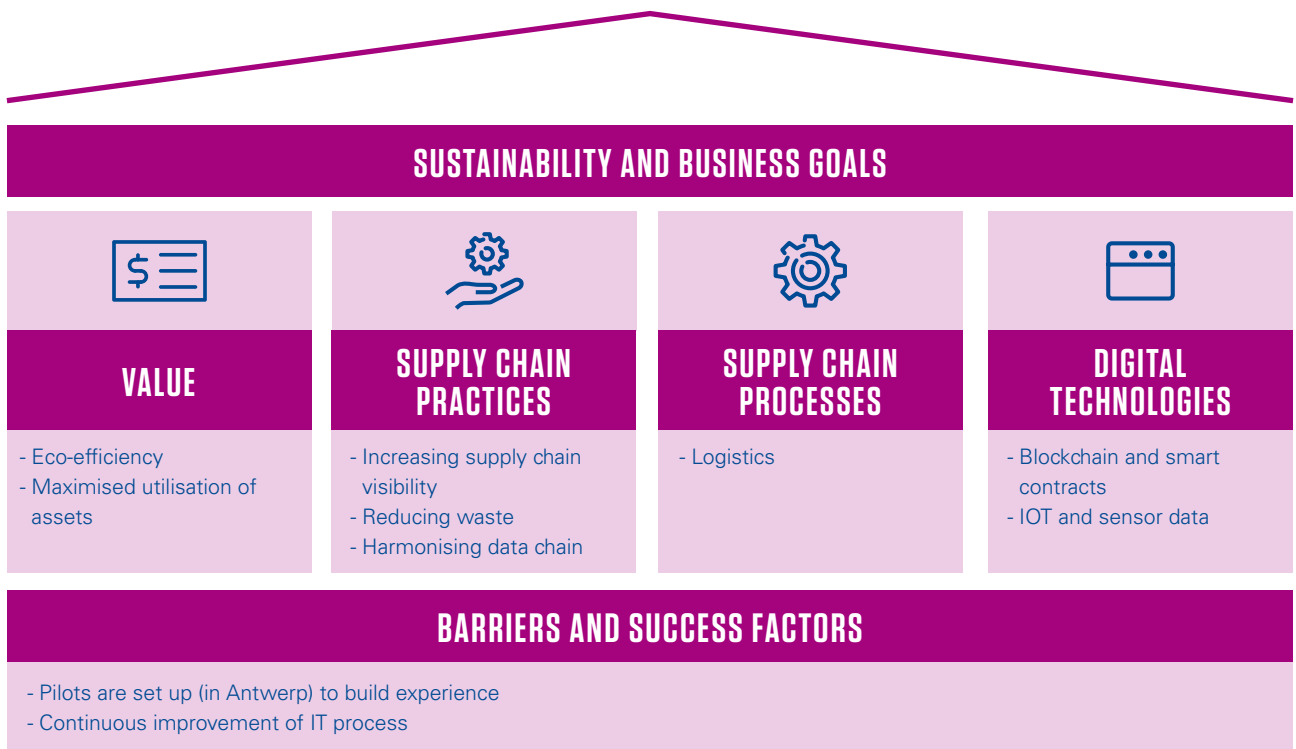 SUSTAINABILITY AND BUSINESS GOALS
$
VALUE
- Eco-efficiency
- Maximised utilisation of
assets
SUPPLY CHAIN
PRACTICES
- Increasing supply chain
visibility
- Reducing waste
- Harmonising data chain
SUPPLY CHAIN
PROCESSES
- Logistics
DIGITAL
TECHNOLOGIES
- Blockchain and smart
contracts
- IOT and sensor data
BARRIERS AND SUCCESS FACTORS
- Pilots are set up (in Antwerp) to build experience
- Continuous improvement of IT process